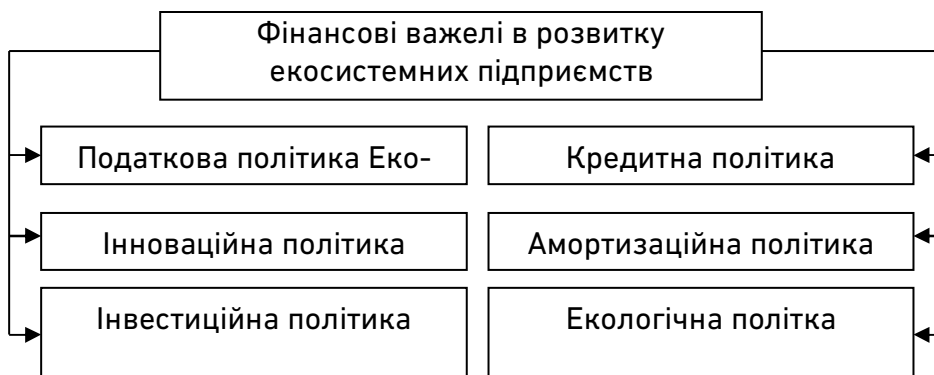 Фінансові важелі в розвитку
екосистемних підприємств
Податкова політика Еко-
Кредитна політика
Інноваційна політика
Амортизаційна політика
Інвестиційна політика
Екологічна політка